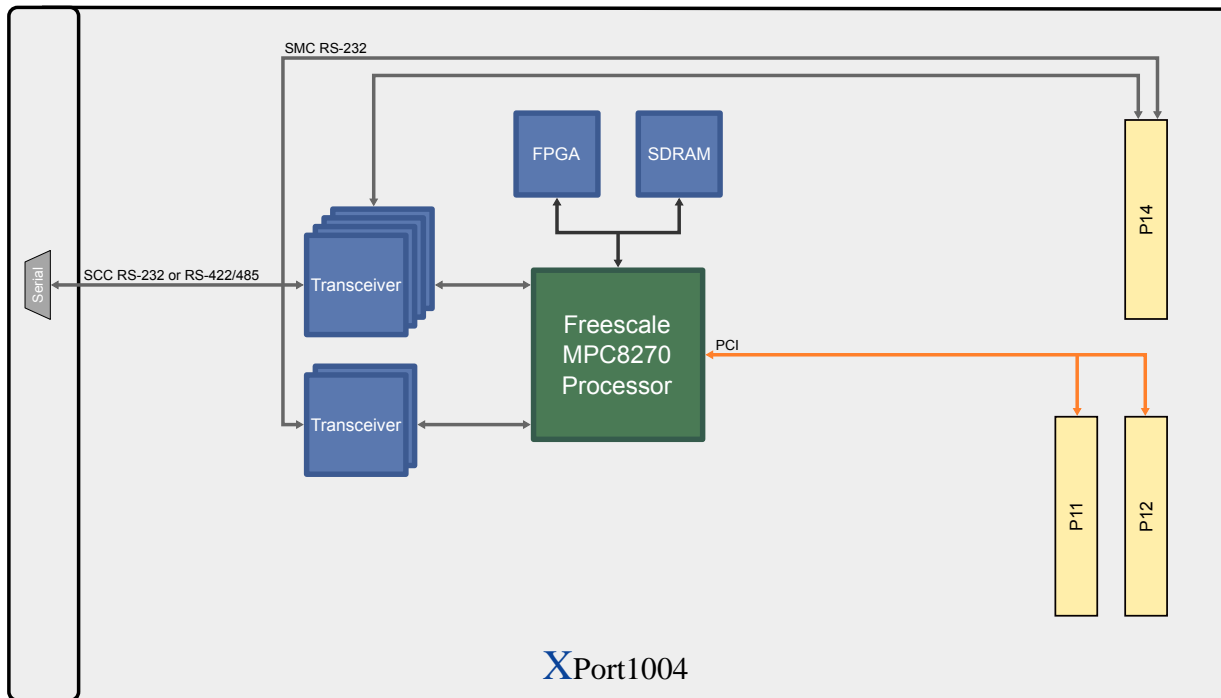 SMC RS-232
FPGA
SDRAM
P14
Serial
SCC RS-232 or RS-422/485
Transceiver
Freescale
MPC8270
Processor
PCI
Transceiver
P11
P12
XPort1004